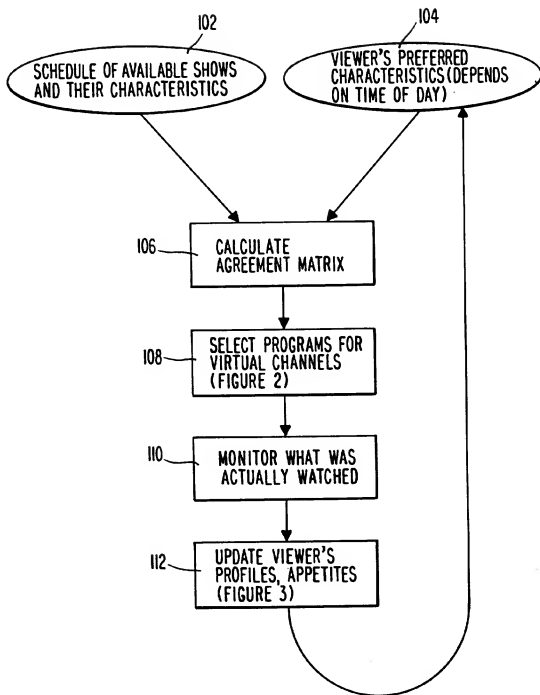 102
SCHEDULE OF AVAILABLE SHOWS
AND THEIR CHARACTERISTICS
104
VIEWER'S PREFERRED
CHARACTERISTICS (DEPENDS
ON TIME OF DAY)
106
CALCULATE
AGREEMENT MATRIX
108
SELECT PROGRAMS FOR
VIRTUAL CHANNELS
(FIGURE 2)
110
MONITOR WHAT WAS
ACTUALLY WATCHED
112
UPDATE VIEWER'S
PROFILES, APPETITES
(FIGURE 3)